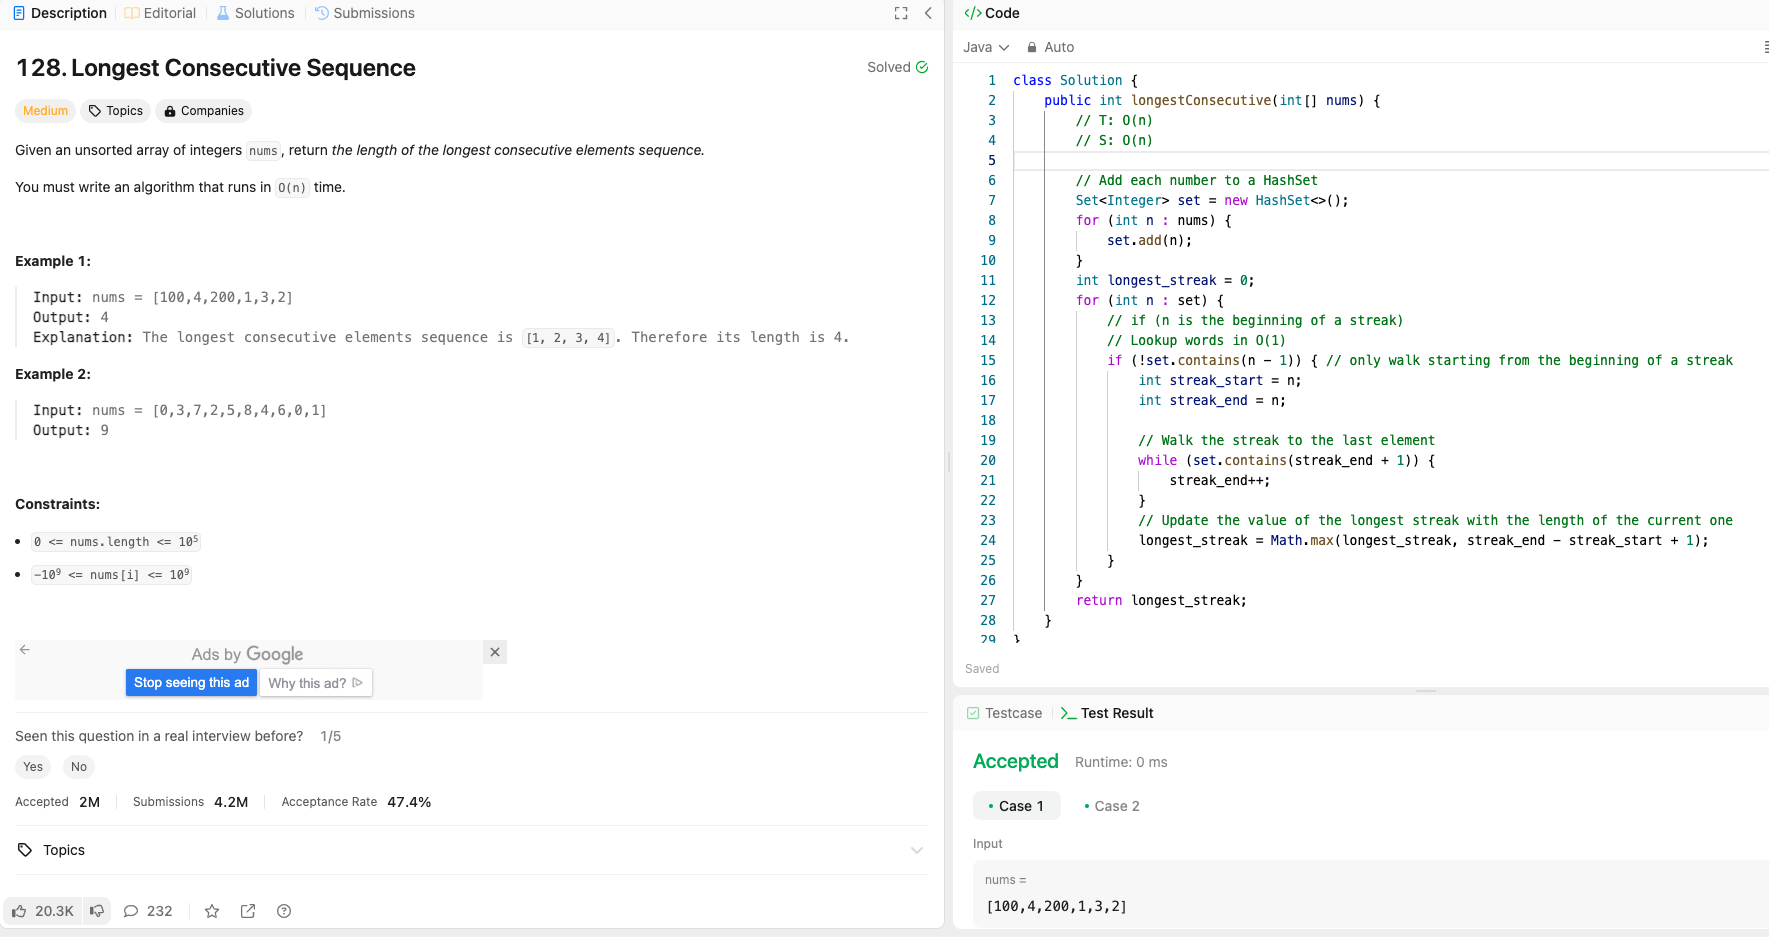 Description
Editorial
Solutions
Submissions
128. Longest Consecutive Sequence
Solved
Medium
Topics
Companies
Given an unsorted array of integers nums, return the length of the longest consecutive elements sequence.
You must write an algorithm that runs in O(n) time.
Example 1:
Input: nums = [100,4,200,1,3,2]
Output: 4
Explanation: The longest consecutive elements sequence is [1, 2, 3, 4]. Therefore its length is 4.
Example 2:
Input: nums = [0,3,7,2,5,8,4,6,0,1]
Output: 9
Constraints:
• 0 <= nums.length <= 10⁵
• -10⁹ <= nums[i] <= 10⁹
Ads by Google
Stop seeing this ad
Why this ad?
Seen this question in a real interview before? 1/5
Yes
No
Accepted 2M
Submissions 4.2M
Acceptance Rate 47.4%
Topics
20.3K
232
</> Code
Java
Auto
1 class Solution {
2     public int longestConsecutive(int[] nums) {
3         // T: O(n)
4         // S: O(n)
5
6         // Add each number to a HashSet
7         Set<Integer> set = new HashSet<>();
8         for (int n : nums) {
9             set.add(n);
10         }
11         int longest_streak = 0;
12         for (int n : set) {
13             // if (n is the beginning of a streak)
14             // Lookup words in O(1)
15             if (!set.contains(n - 1)) { // only walk starting from the beginning of a streak
16                 int streak_start = n;
17                 int streak_end = n;
18
19                 // Walk the streak to the last element
20                 while (set.contains(streak_end + 1)) {
21                     streak_end++;
22                 }
23                 // Update the value of the longest streak with the length of the current one
24                 longest_streak = Math.max(longest_streak, streak_end - streak_start + 1);
25             }
26         }
27         return longest_streak;
28     }
29 }
Saved
Testcase
>_ Test Result
Accepted
Runtime: 0 ms
• Case 1
• Case 2
Input
nums =
[100,4,200,1,3,2]